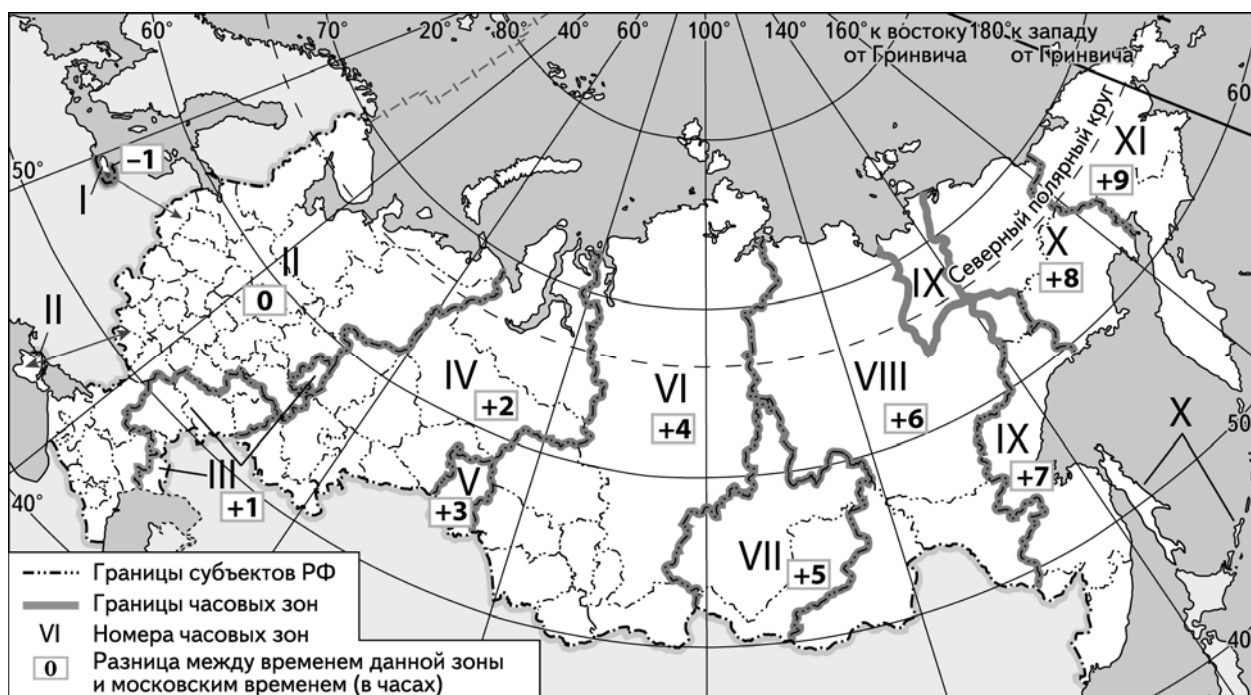 60° 70° 20° 40° 60° 80° 100° 120° 140° 160° к востоку 180° к западу
от Гринвича от Гринвича
60°
50°
–1
I
Северный полярный круг
XI
+9
II
0
X
+8
IX
II
IV
+2
VI
+4
VIII
+6
X
50°
IX
+7
V
+3
III
+1
40°
VII
+5
40°
Границы субъектов РФ
Границы часовых зон
VI Номера часовых зон
0 Разница между временем данной зоны
и московским временем (в часах)